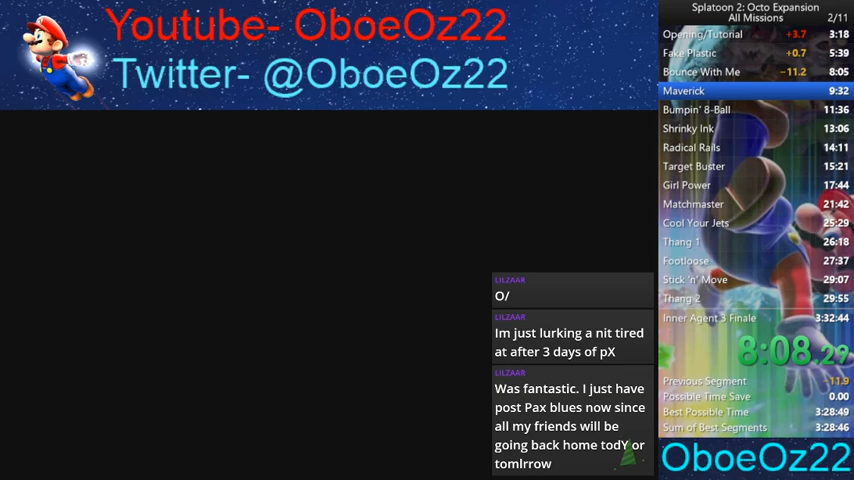 Youtube- OboeOz22
Twitter- @OboeOz22
LILZAAR
O/
LILZAAR
Im just lurking a nit tired
at after 3 days of pX
LILZAAR
Was fantastic. I just have
post Pax blues now since
all my friends will be
going back home todY or
tomIrrow
Splatoon 2: Octo Expansion
All Missions 2/11
Opening/Tutorial +3.7 3:18
Fake Plastic +0.7 5:39
Bounce With Me −11.2 8:05
Maverick 9:32
Bumpin' 8-Ball 11:36
Shrinky Ink 13:06
Radical Rails 14:11
Target Buster 15:21
Girl Power 17:44
Matchmaster 21:42
Cool Your Jets 25:29
Thang 1 26:18
Footloose 27:37
Stick 'n' Move 29:07
Thang 2 29:55
Inner Agent 3 Finale 3:32:44
8:08.29
Previous Segment −11.9
Possible Time Save 0.00
Best Possible Time 3:28:49
Sum of Best Segments 3:28:46
OboeOz22